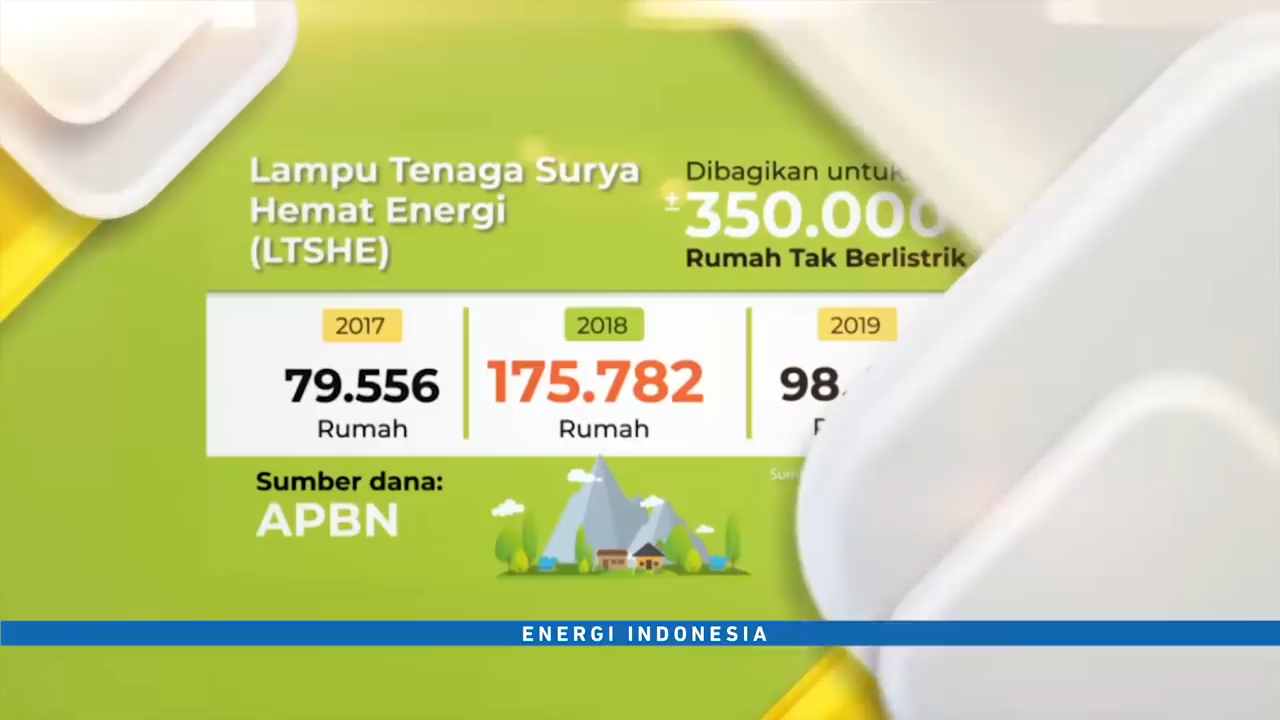 Lampu Tenaga Surya
Hemat Energi
(LTSHE)
Dibagikan untuk
± 350.000
Rumah Tak Berlistrik
2017
79.556
Rumah
2018
175.782
Rumah
2019
98.
Sumber dana:
APBN
ENERGI INDONESIA